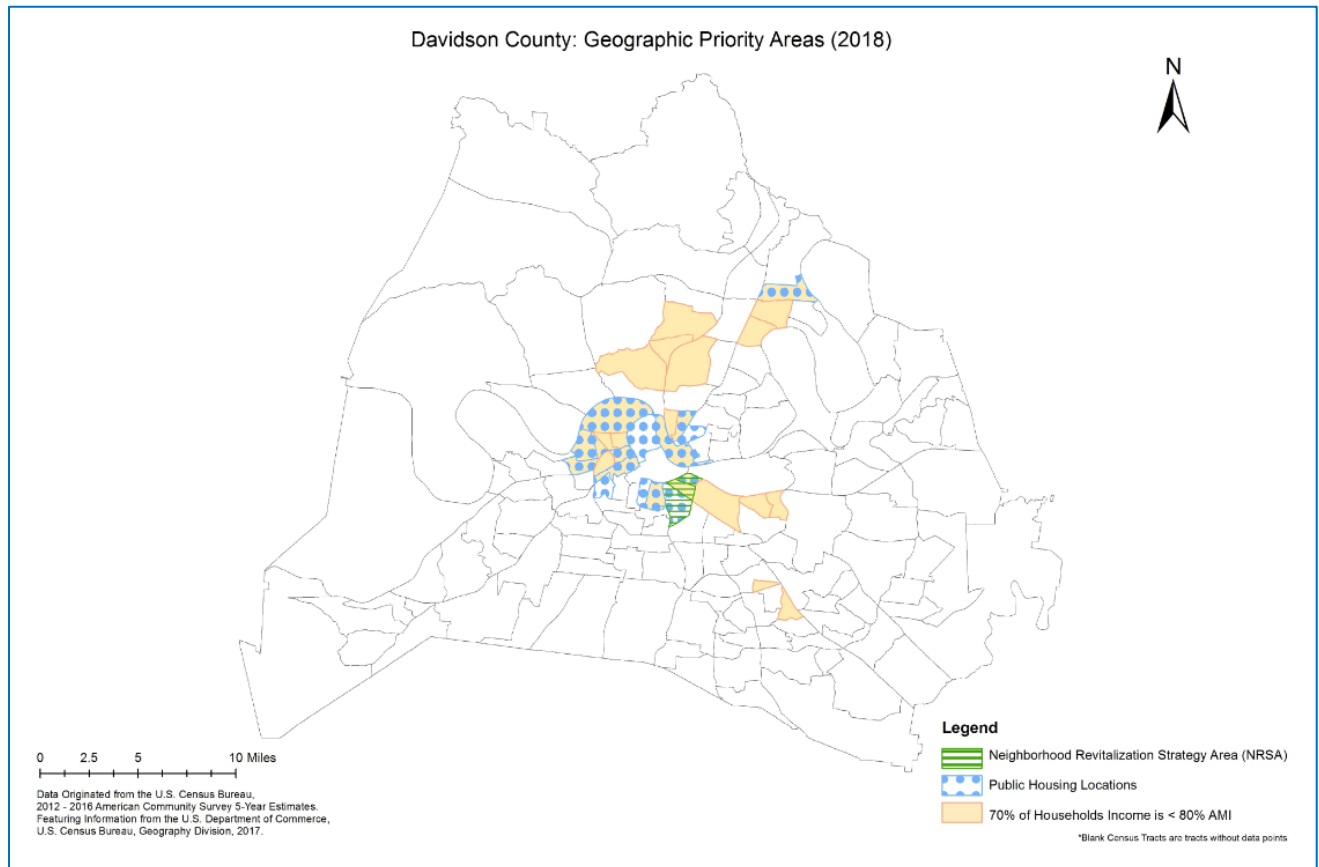 Davidson County: Geographic Priority Areas (2018)
N
Legend
Neighborhood Revitalization Strategy Area (NRSA)
Public Housing Locations
70% of Households Income is < 80% AMI
*Blank Census Tracts are tracts without data points
0 2.5 5 10 Miles
Data Originated from the U.S. Census Bureau,
2012 - 2016 American Community Survey 5-Year Estimates.
Featuring Information from the U.S. Department of Commerce,
U.S. Census Bureau, Geography Division, 2017.